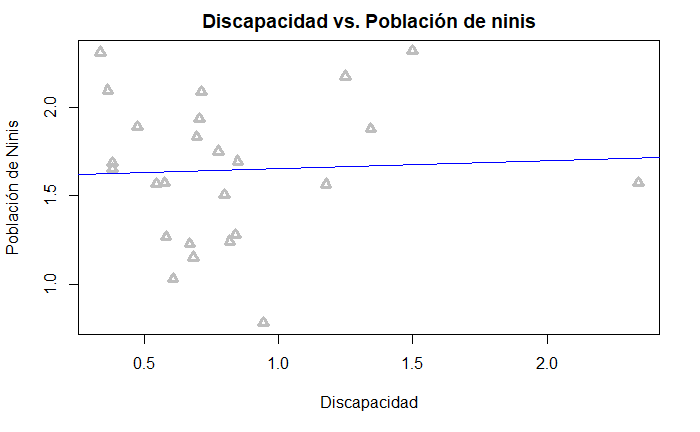 Discapacidad vs. Población de ninis
Población de Ninis
2.0
1.5
1.0
0.5
1.0
1.5
2.0
Discapacidad